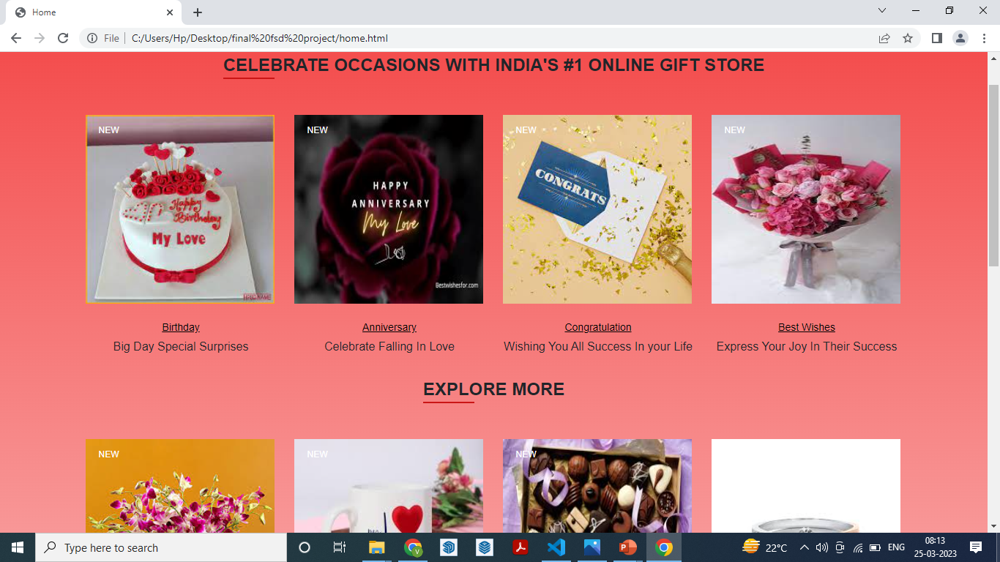 Home
File
C:/Users/Hp/Desktop/final%20fsd%20project/home.html
CELEBRATE OCCASIONS WITH INDIA'S #1 ONLINE GIFT STORE
NEW
NEW
NEW
NEW
Happy
Birthday
My Love
HAPPY
ANNIVERSARY
My Love
Bestwishesfor.com
CONGRATS
Birthday
Anniversary
Congratulation
Best Wishes
Big Day Special Surprises
Celebrate Falling In Love
Wishing You All Success In your Life
Express Your Joy In Their Success
EXPLORE MORE
NEW
NEW
NEW
Type here to search
22°C
ENG
08:13
25-03-2023